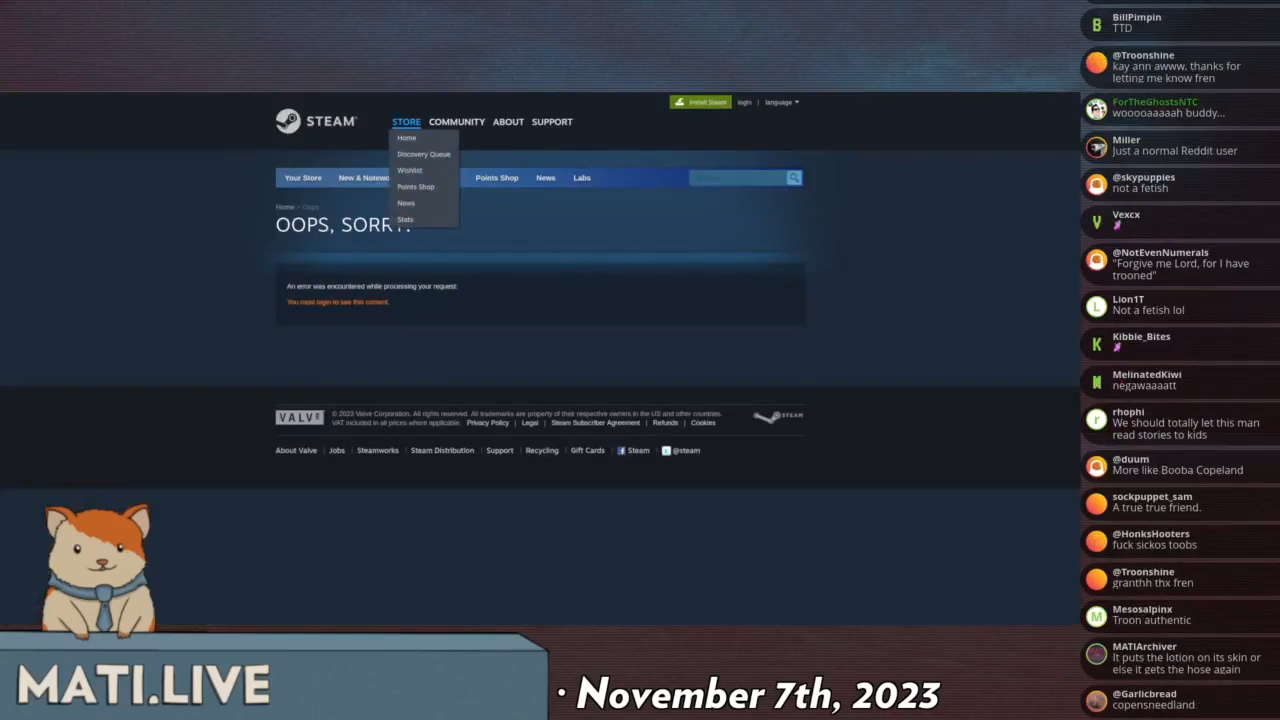 Install Steam
login | language
STEAM
STORE COMMUNITY ABOUT SUPPORT
Home
Discovery Queue
Wishlist
Points Shop
News
Stats
Your Store New & Notewo Points Shop News Labs
Home > Oops
OOPS, SORRY!
An error was encountered while processing your request:
You must login to see this content.
VALVE
© 2023 Valve Corporation. All rights reserved. All trademarks are property of their respective owners in the US and other countries.
VAT included in all prices where applicable. Privacy Policy | Legal | Steam Subscriber Agreement | Refunds | Cookies
STEAM
About Valve | Jobs | Steamworks | Steam Distribution | Support | Recycling | Gift Cards | Steam | @steam
MATI.LIVE
· November 7th, 2023
BillPimpin
TTD
@Troonshine
kay ann awww. thanks for
letting me know fren
ForTheGhostsNTC
wooooaaaaah buddy...
Miller
Just a normal Reddit user
@skypuppies
not a fetish
V
Vexcx
@NotEvenNumerals
"Forgive me Lord, for I have
trooned"
L
Lion1T
Not a fetish lol
K
Kibble_Bites
MelinatedKiwi
negawaaaatt
r
rhophi
We should totally let this man
read stories to kids
@duum
More like Booba Copeland
sockpuppet_sam
A true true friend.
@HonksHooters
fuck sickos toobs
@Troonshine
granthh thx fren
M
Mesosalpinx
Troon authentic
MATIArchiver
It puts the lotion on its skin or
else it gets the hose again
@Garlicbread
copensneedland